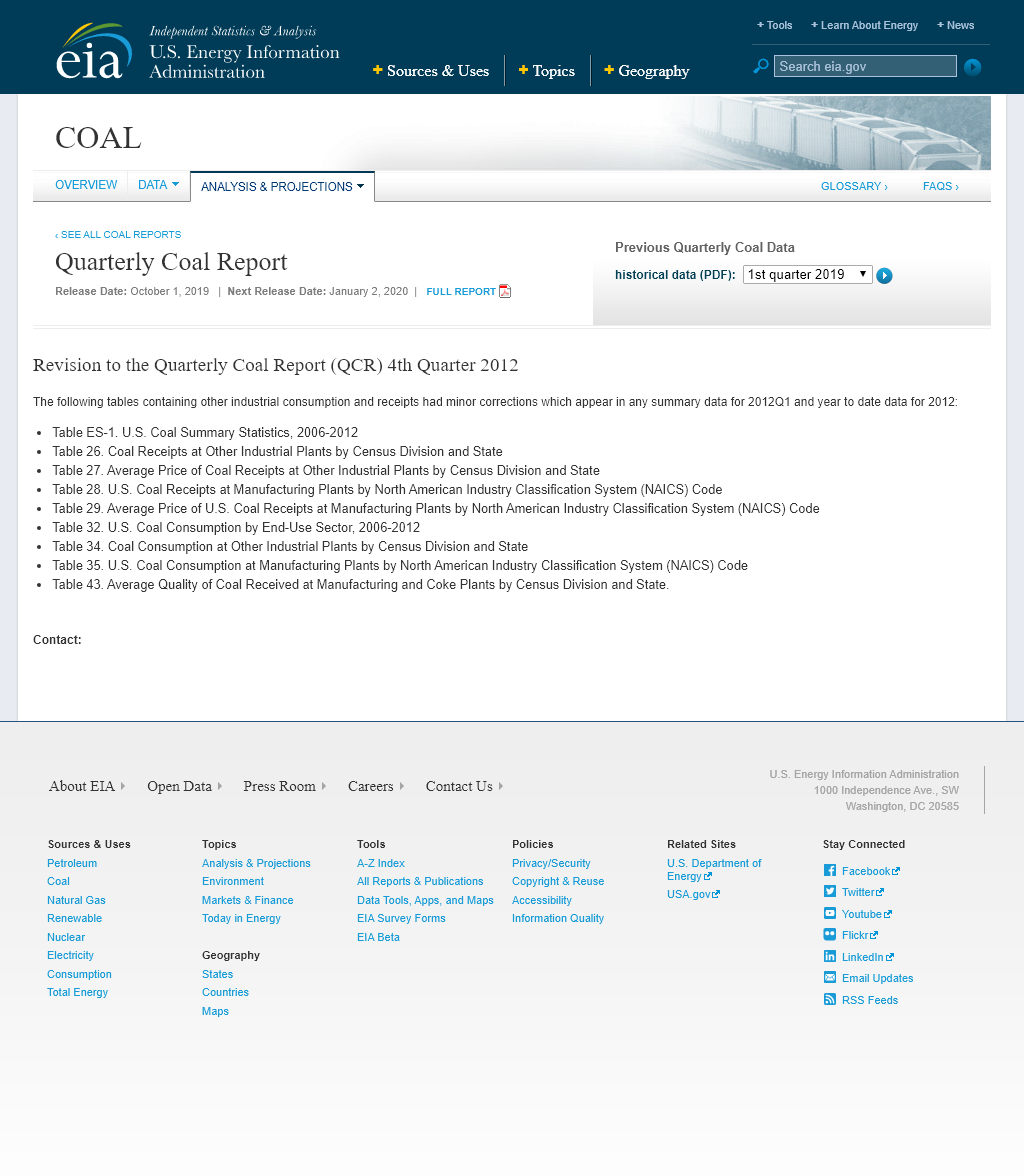 + Tools + Learn About Energy + News
eia
Independent Statistics & Analysis
U.S. Energy Information
Administration
+ Sources & Uses + Topics + Geography
Search eia.gov
COAL
OVERVIEW DATA ANALYSIS & PROJECTIONS GLOSSARY › FAQS ›
‹ SEE ALL COAL REPORTS
Quarterly Coal Report
Release Date: October 1, 2019 | Next Release Date: January 2, 2020 | FULL REPORT
Previous Quarterly Coal Data
historical data (PDF): 1st quarter 2019
Revision to the Quarterly Coal Report (QCR) 4th Quarter 2012
The following tables containing other industrial consumption and receipts had minor corrections which appear in any summary data for 2012Q1 and year to date data for 2012:
• Table ES-1. U.S. Coal Summary Statistics, 2006-2012
• Table 26. Coal Receipts at Other Industrial Plants by Census Division and State
• Table 27. Average Price of Coal Receipts at Other Industrial Plants by Census Division and State
• Table 28. U.S. Coal Receipts at Manufacturing Plants by North American Industry Classification System (NAICS) Code
• Table 29. Average Price of U.S. Coal Receipts at Manufacturing Plants by North American Industry Classification System (NAICS) Code
• Table 32. U.S. Coal Consumption by End-Use Sector, 2006-2012
• Table 34. Coal Consumption at Other Industrial Plants by Census Division and State
• Table 35. U.S. Coal Consumption at Manufacturing Plants by North American Industry Classification System (NAICS) Code
• Table 43. Average Quality of Coal Received at Manufacturing and Coke Plants by Census Division and State.
Contact:
About EIA Open Data Press Room Careers Contact Us
U.S. Energy Information Administration
1000 Independence Ave., SW
Washington, DC 20585
Sources & Uses
Petroleum
Coal
Natural Gas
Renewable
Nuclear
Electricity
Consumption
Total Energy
Topics
Analysis & Projections
Environment
Markets & Finance
Today in Energy
Geography
States
Countries
Maps
Tools
A-Z Index
All Reports & Publications
Data Tools, Apps, and Maps
EIA Survey Forms
EIA Beta
Policies
Privacy/Security
Copyright & Reuse
Accessibility
Information Quality
Related Sites
U.S. Department of
Energy
USA.gov
Stay Connected
Facebook
Twitter
Youtube
Flickr
LinkedIn
Email Updates
RSS Feeds